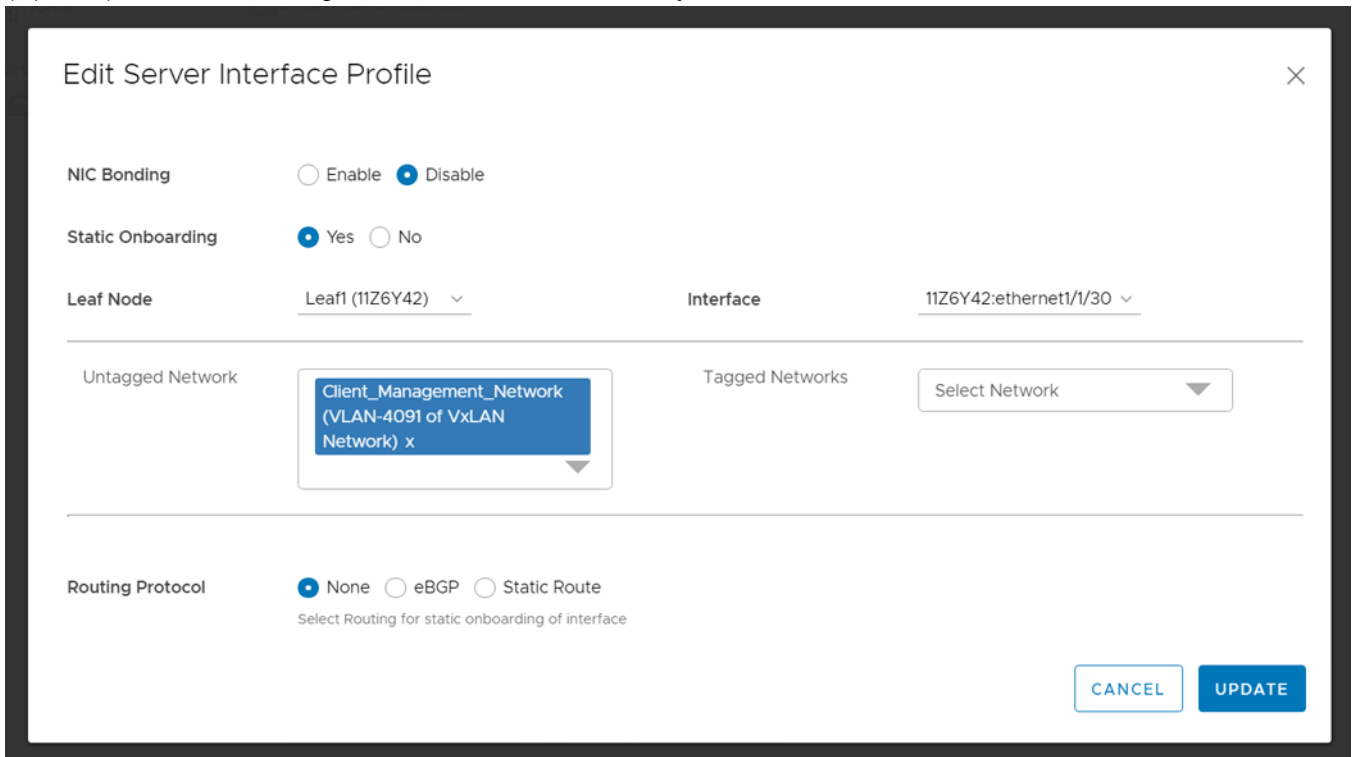 Edit Server Interface Profile
NIC Bonding
Enable Disable
Static Onboarding
Yes No
Leaf Node
Leaf1 (11Z6Y42)
Interface
11Z6Y42:ethernet1/1/30
Untagged Network
Client_Management_Network
(VLAN-4091 of VxLAN
Network) x
Tagged Networks
Select Network
Routing Protocol
None eBGP Static Route
Select Routing for static onboarding of interface
CANCEL UPDATE